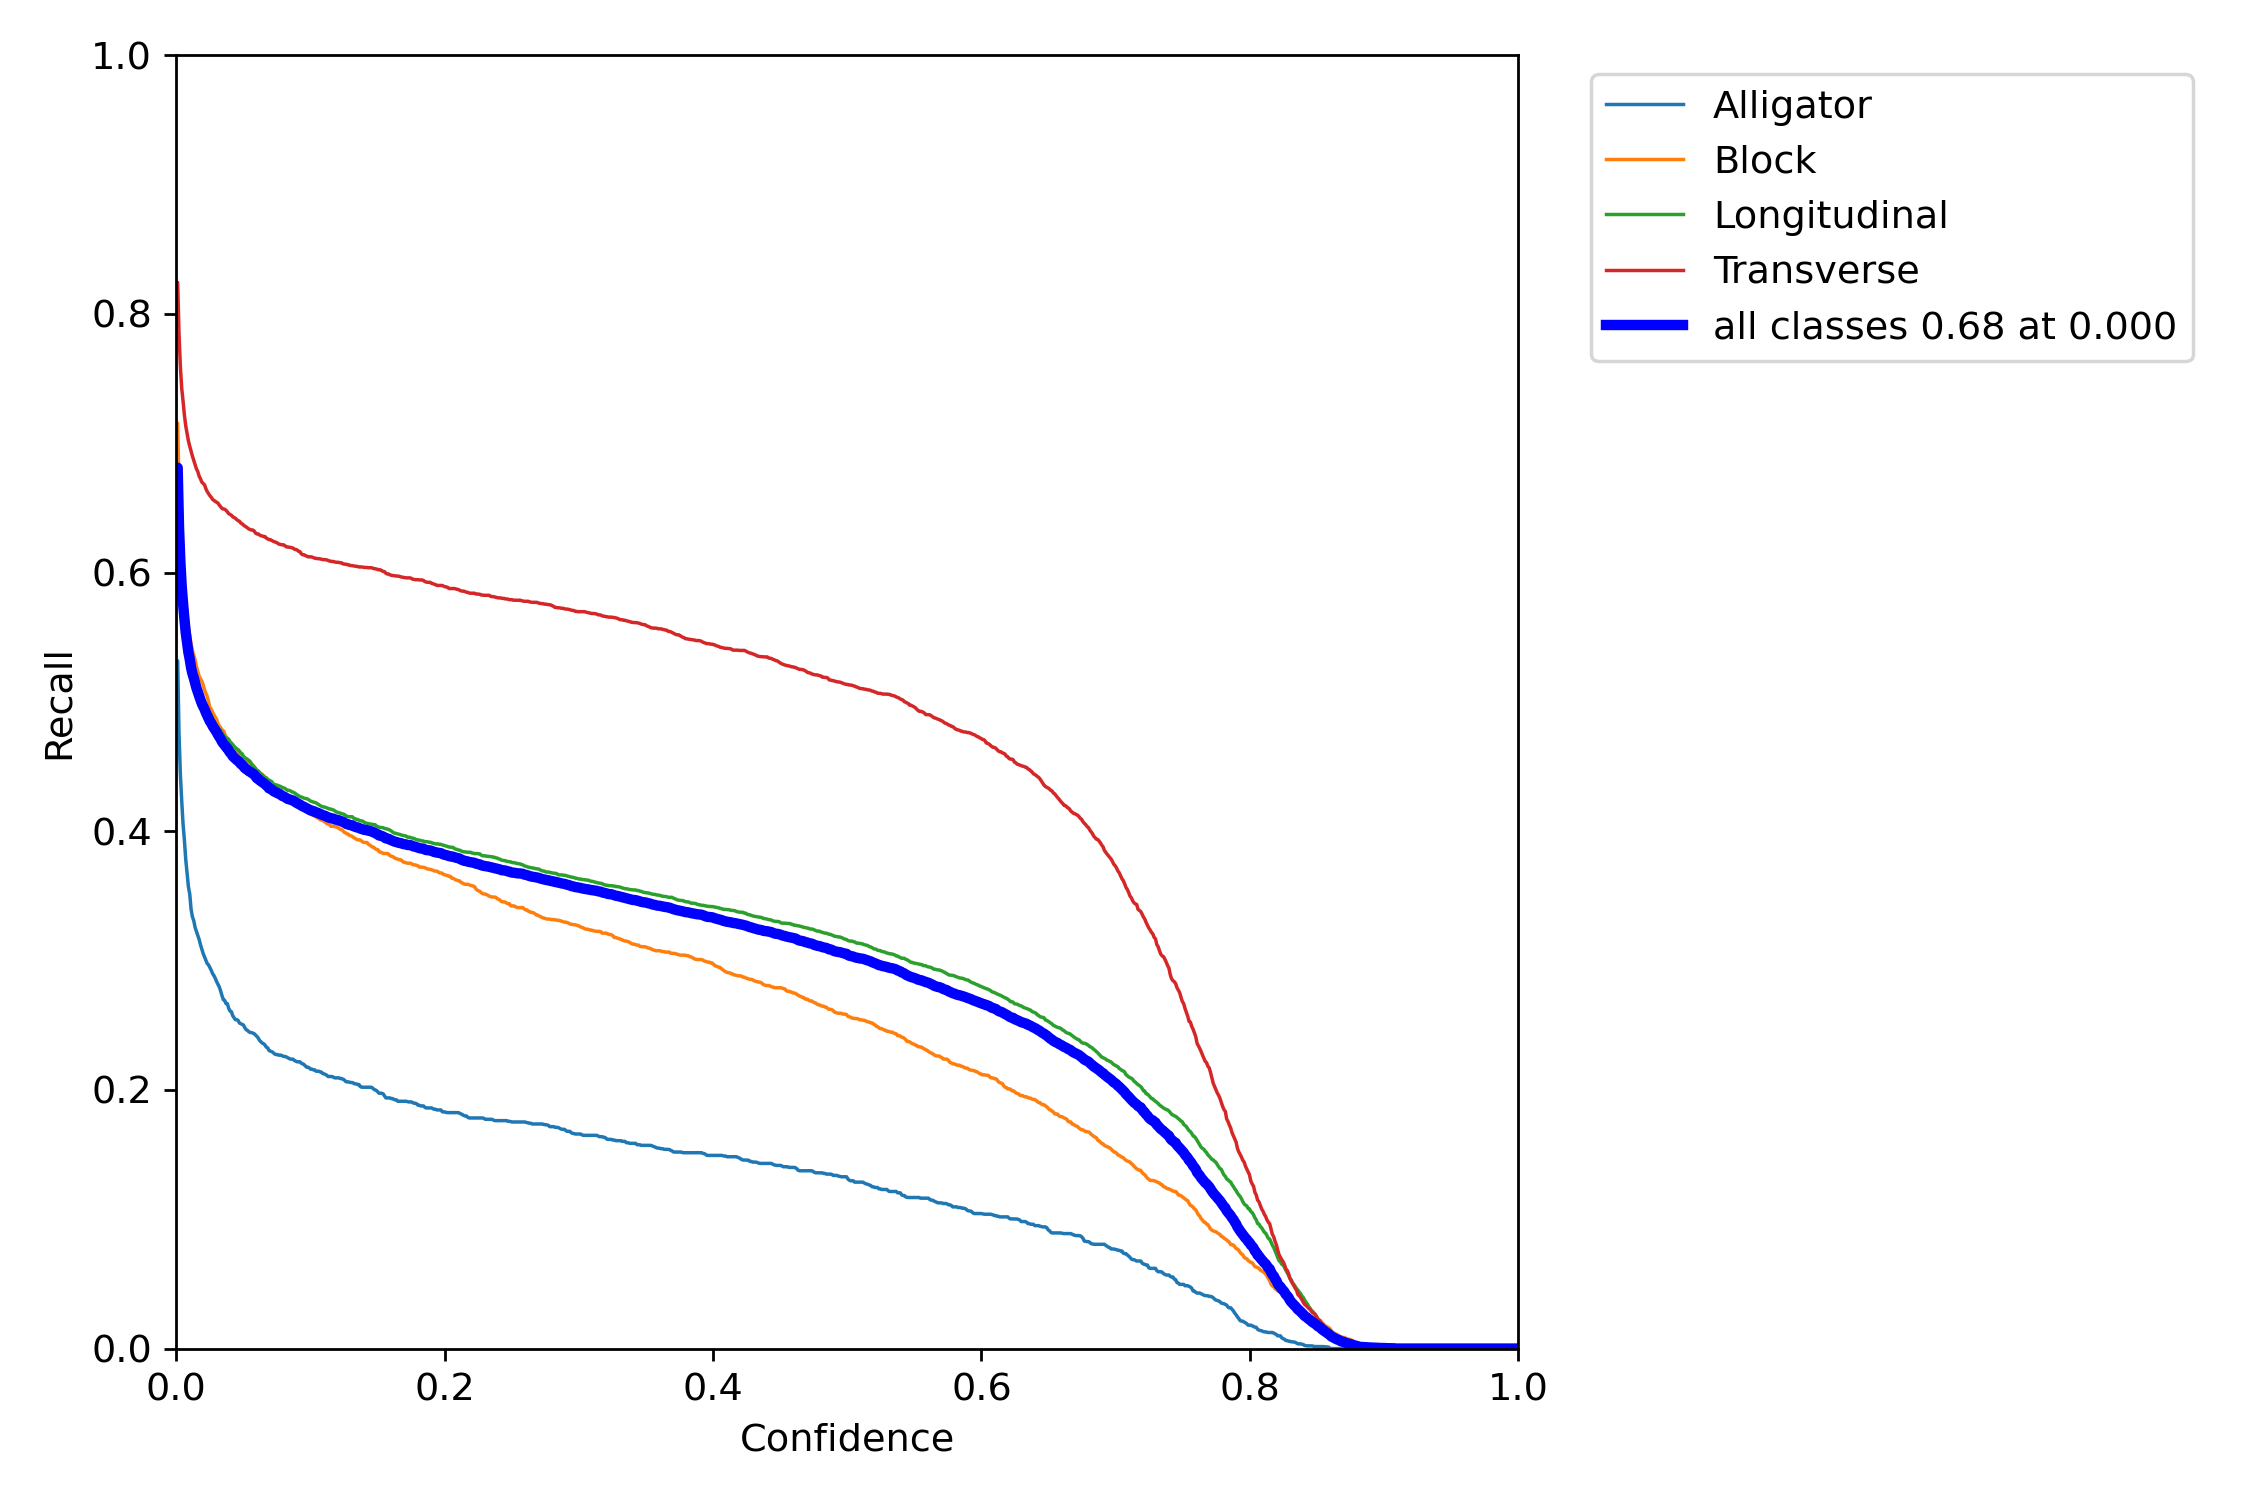 1.0
0.8
0.6
0.4
0.2
0.0
Recall
0.0 0.2 0.4 0.6 0.8 1.0
Confidence
Alligator
Block
Longitudinal
Transverse
all classes 0.68 at 0.000